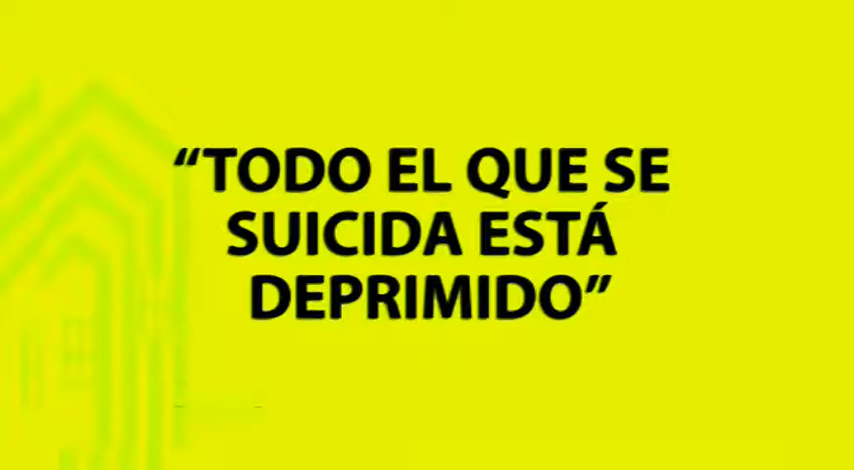 “TODO EL QUE SE
SUICIDA ESTÁ
DEPRIMIDO”